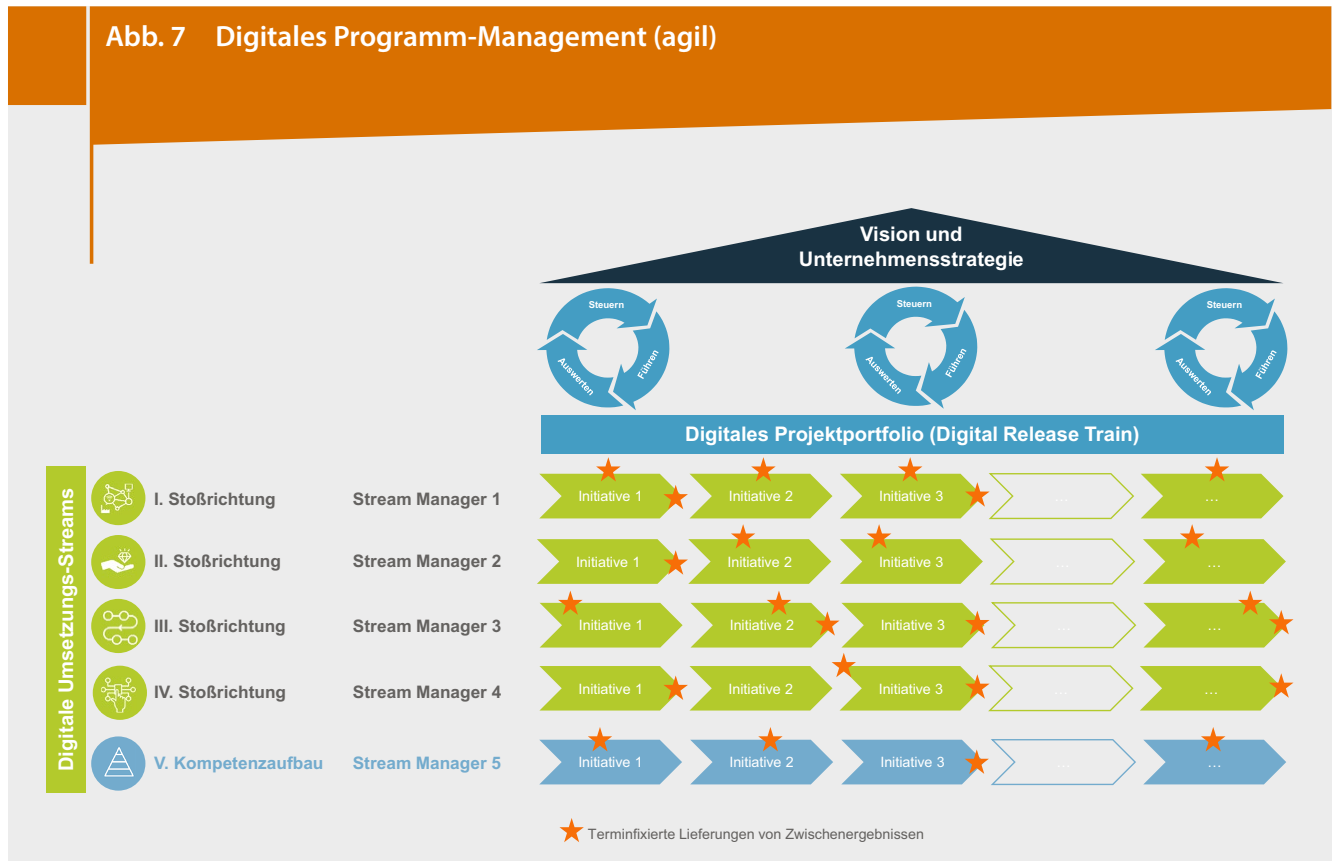 Abb. 7 Digitales Programm-Management (agil)
Vision und
Unternehmensstrategie
Steuern
Führen
Auswerten
Steuern
Führen
Auswerten
Steuern
Führen
Auswerten
Digitales Projektportfolio (Digital Release Train)
Digitale Umsetzungs-Streams
I. Stoßrichtung Stream Manager 1 Initiative 1 Initiative 2 Initiative 3 ... ...
II. Stoßrichtung Stream Manager 2 Initiative 1 Initiative 2 Initiative 3 ... ...
III. Stoßrichtung Stream Manager 3 Initiative 1 Initiative 2 Initiative 3 ... ...
IV. Stoßrichtung Stream Manager 4 Initiative 1 Initiative 2 Initiative 3 ... ...
V. Kompetenzaufbau Stream Manager 5 Initiative 1 Initiative 2 Initiative 3 ... ...
Terminfixierte Lieferungen von Zwischenergebnissen